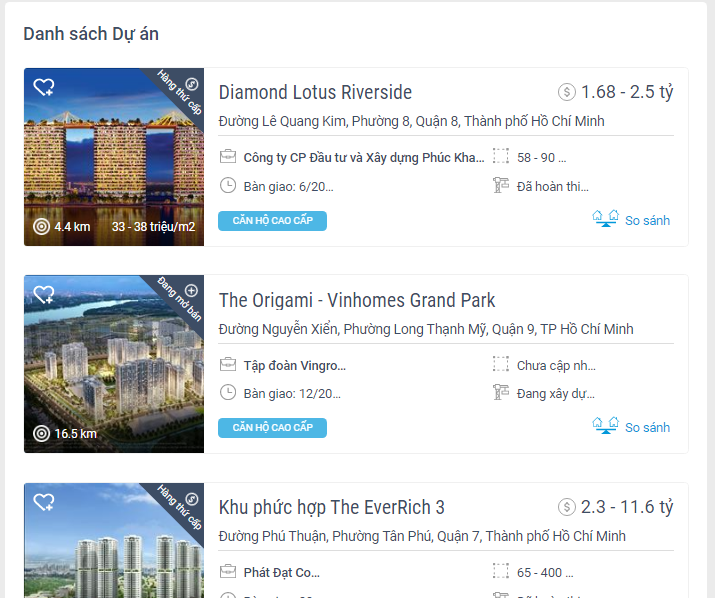 Danh sách Dự án
Hàng thứ cấp
4.4 km
33 - 38 triệu/m2
Diamond Lotus Riverside
1.68 - 2.5 tỷ
Đường Lê Quang Kim, Phường 8, Quận 8, Thành phố Hồ Chí Minh
Công ty CP Đầu tư và Xây dựng Phúc Kha...
58 - 90 ...
Bàn giao: 6/20...
Đã hoàn thi...
CĂN HỘ CAO CẤP
So sánh
Đang mở bán
16.5 km
The Origami - Vinhomes Grand Park
Đường Nguyễn Xiển, Phường Long Thạnh Mỹ, Quận 9, TP Hồ Chí Minh
Tập đoàn Vingro...
Chưa cập nh...
Bàn giao: 12/20...
Đang xây dự...
CĂN HỘ CAO CẤP
So sánh
Hàng thứ cấp
Khu phức hợp The EverRich 3
2.3 - 11.6 tỷ
Đường Phú Thuận, Phường Tân Phú, Quận 7, Thành phố Hồ Chí Minh
Phát Đạt Co...
65 - 400 ...